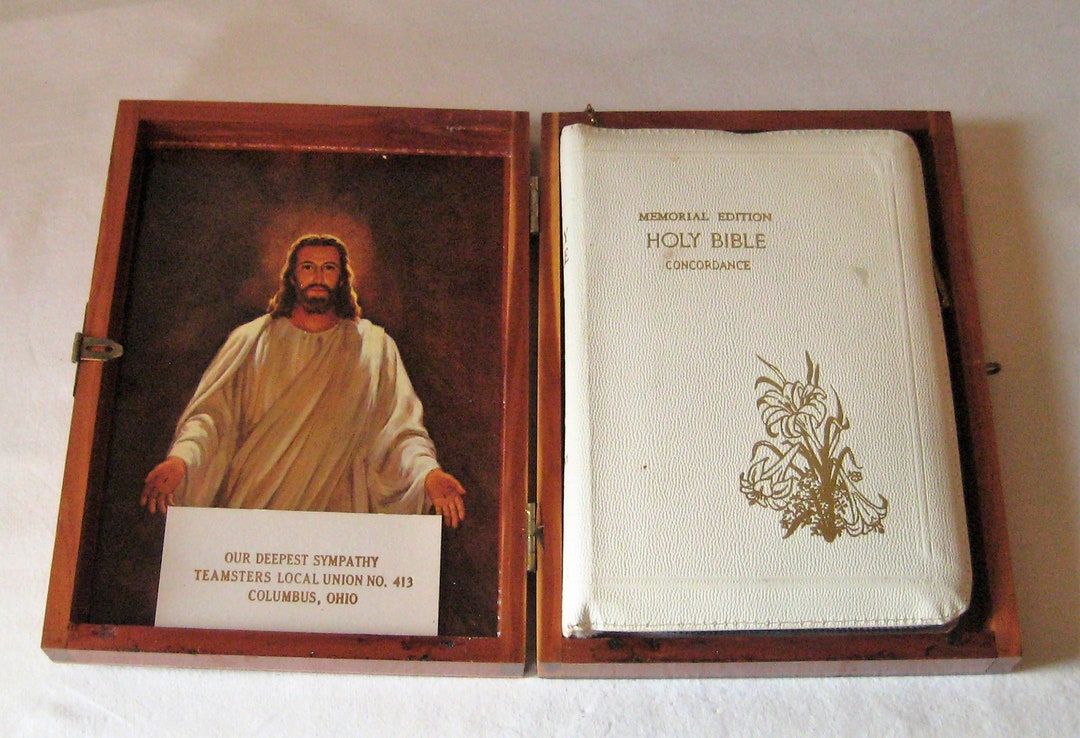 OUR DEEPEST SYMPATHY
TEAMSTERS LOCAL UNION NO. 413
COLUMBUS, OHIO
MEMORIAL EDITION
HOLY BIBLE
CONCORDANCE